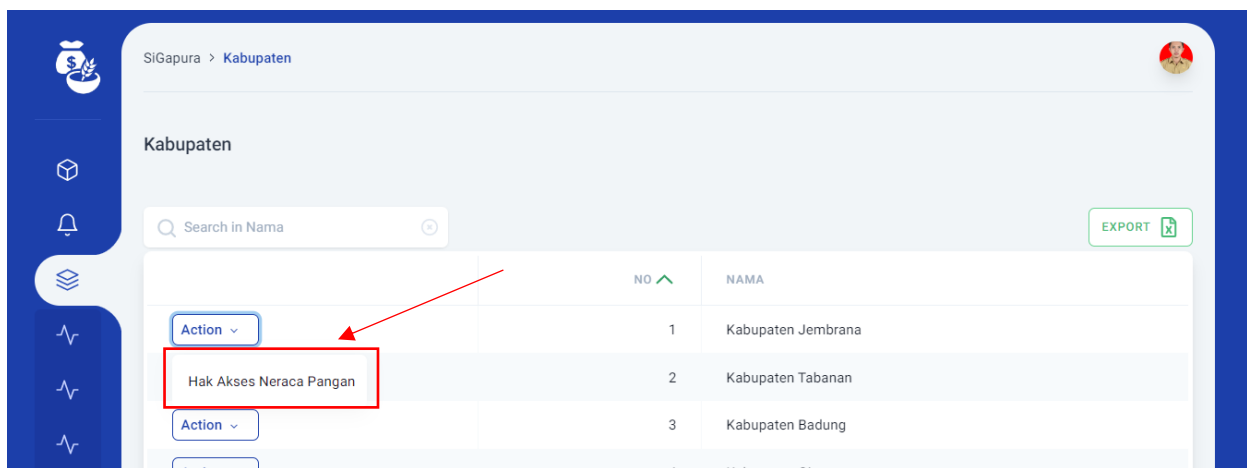 SiGapura > Kabupaten
Kabupaten
Search in Nama
EXPORT
NO NAMA
Action 1 Kabupaten Jembrana
Hak Akses Neraca Pangan 2 Kabupaten Tabanan
Action 3 Kabupaten Badung